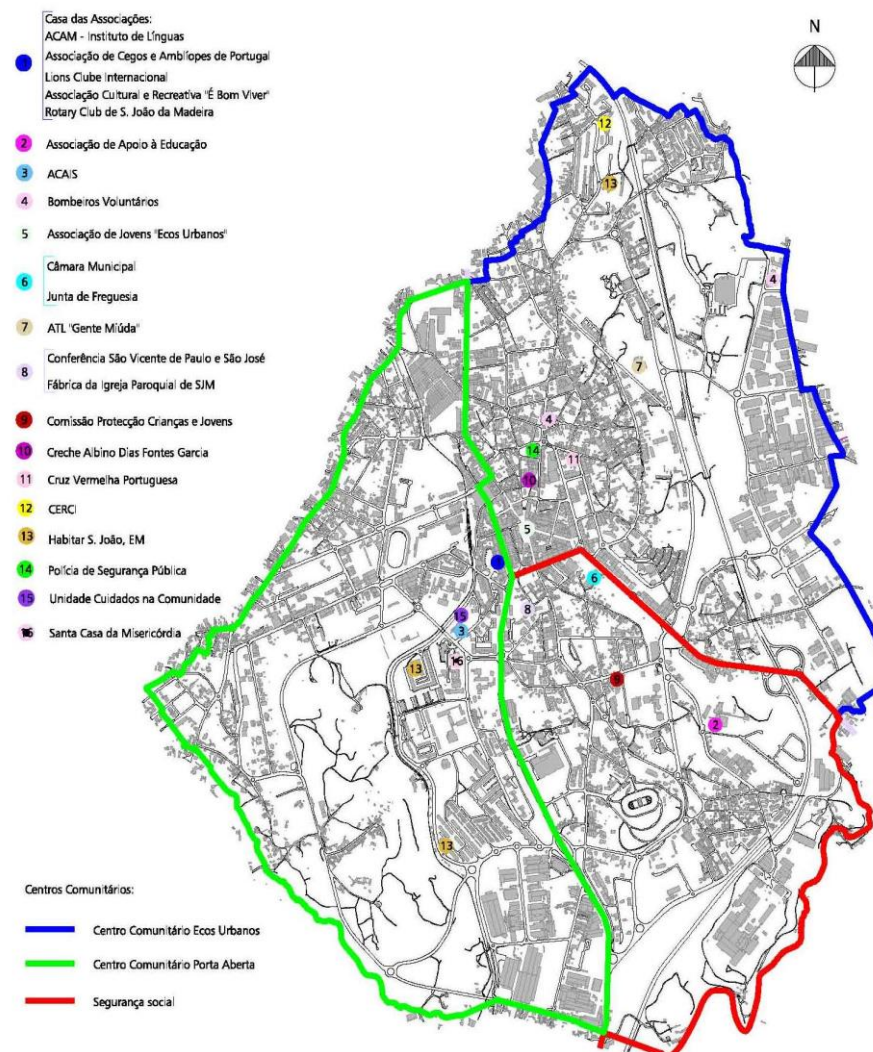 Casa das Associações:
ACAM - Instituto de Línguas
1
Associação de Cegos e Amblíopes de Portugal
Lions Clube Internacional
Associação Cultural e Recreativa "É Bom Viver"
Rotary Club de S. João da Madeira
2 Associação de Apoio à Educação
3 ACAIS
4 Bombeiros Voluntários
5 Associação de Jovens "Ecos Urbanos"
6
Câmara Municipal
Junta de Freguesia
7 ATL "Gente Miúda"
8
Conferência São Vicente de Paulo e São José
Fábrica da Igreja Paroquial de SJM
9 Comissão Protecção Crianças e Jovens
10 Creche Albino Dias Fontes Garcia
11 Cruz Vermelha Portuguesa
12 CERCI
13 Habitar S. João, EM
14 Polícia de Segurança Pública
15 Unidade Cuidados na Comunidade
16 Santa Casa da Misericórdia
Centros Comunitários:
Centro Comunitário Ecos Urbanos
Centro Comunitário Porta Aberta
Segurança social
N
12
13
4
7
4
14
11
10
5
1
6
8
15
3
16
13
9
2
13